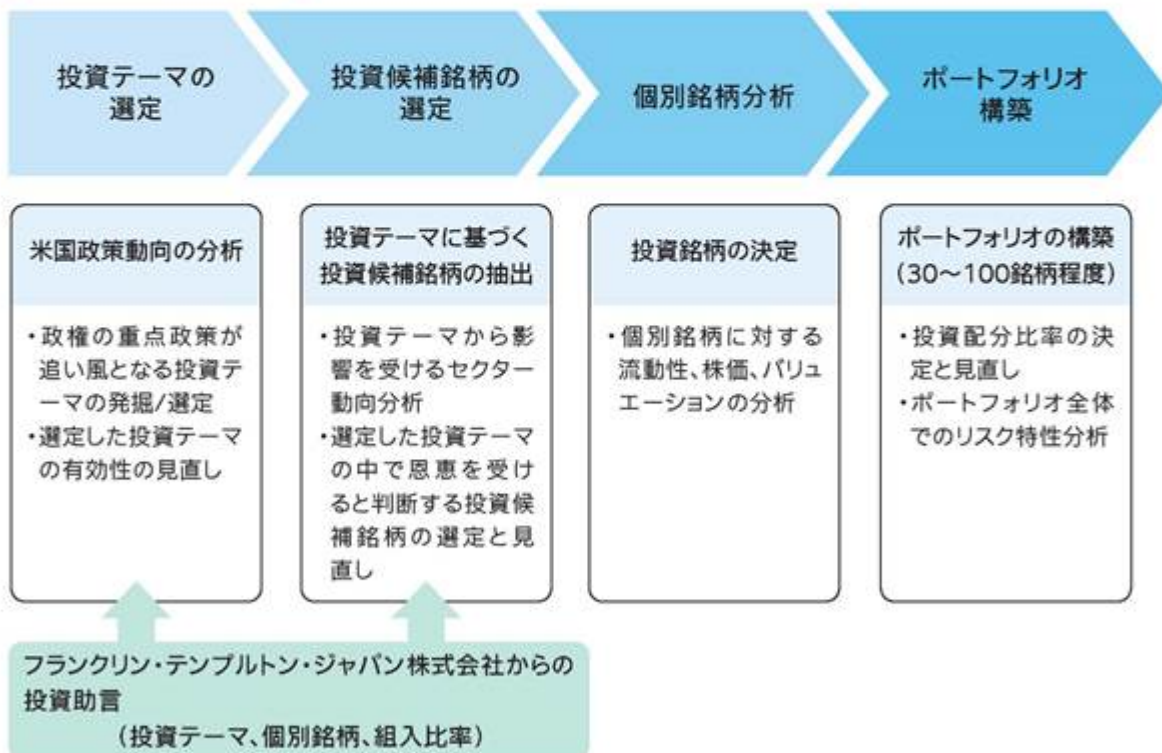 投資テーマの
選定
投資候補銘柄の
選定
個別銘柄分析
ポートフォリオ
構築
米国政策動向の分析
・政権の重点政策が
追い風となる投資テ
ーマの発掘/選定
・選定した投資テーマ
の有効性の見直し
投資テーマに基づく
投資候補銘柄の抽出
・投資テーマから影
響を受けるセクター
動向分析
・選定した投資テーマ
の中で恩恵を受け
ると判断する投資候
補銘柄の選定と見
直し
投資銘柄の決定
・個別銘柄に対する
流動性、株価、バリュ
エーションの分析
ポートフォリオの構築
(30〜100銘柄程度)
・投資配分比率の決
定と見直し
・ポートフォリオ全体
でのリスク特性分析
フランクリン・テンプルトン・ジャパン株式会社からの
投資助言
(投資テーマ、個別銘柄、組入比率)